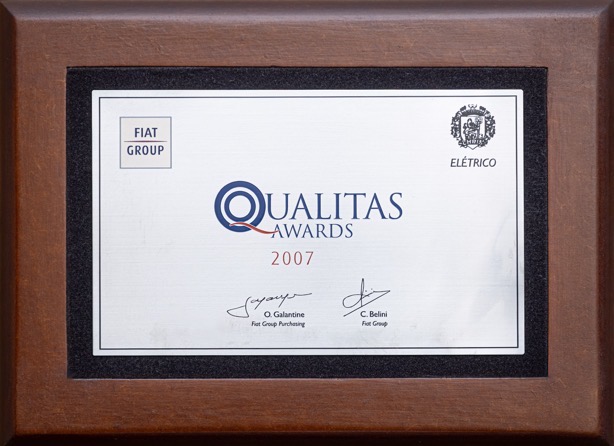 FIAT
GROUP
ELÉTRICO
QUALITAS
AWARDS
2007
O. Galantine
Fiat Group Purchasing
C. Belini
Fiat Group